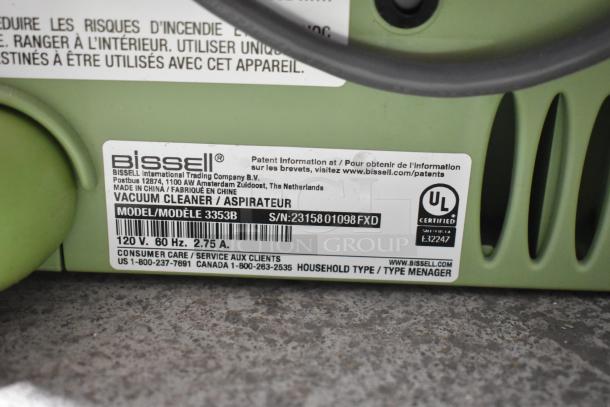 ÉDUIRE LES RISQUES D'INCENDIE
RANGER À L'INTÉRIEUR. UTILISER
ESTINÉS À ÊTRE UTILISÉS AVEC CET APPAREIL.
BISSELL®
BISSELL International Trading Company B.V.
Postbus 12874, 1100 AW Amsterdam Zuidoost, The Netherlands
MADE IN CHINA / FABRIQUÉ EN CHINE
Patent Information at / Pour obtenir de l'information
sur les brevets, visitez www.bissell.com/patents
VACUUM CLEANER / ASPIRATEUR
MODEL/MODÈLE 3353B S/N:2315801098FXD
120 V. 60 Hz. 2.75 A.
CONSUMER CARE / SERVICE AUX CLIENTS
US 1-800-237-7691 CANADA 1-800-263-2535 HOUSEHOLD TYPE / TYPE MENAGER
WWW.BISSELL.COM
UL
CERTIFIED
E32247
AUCTION GROUP